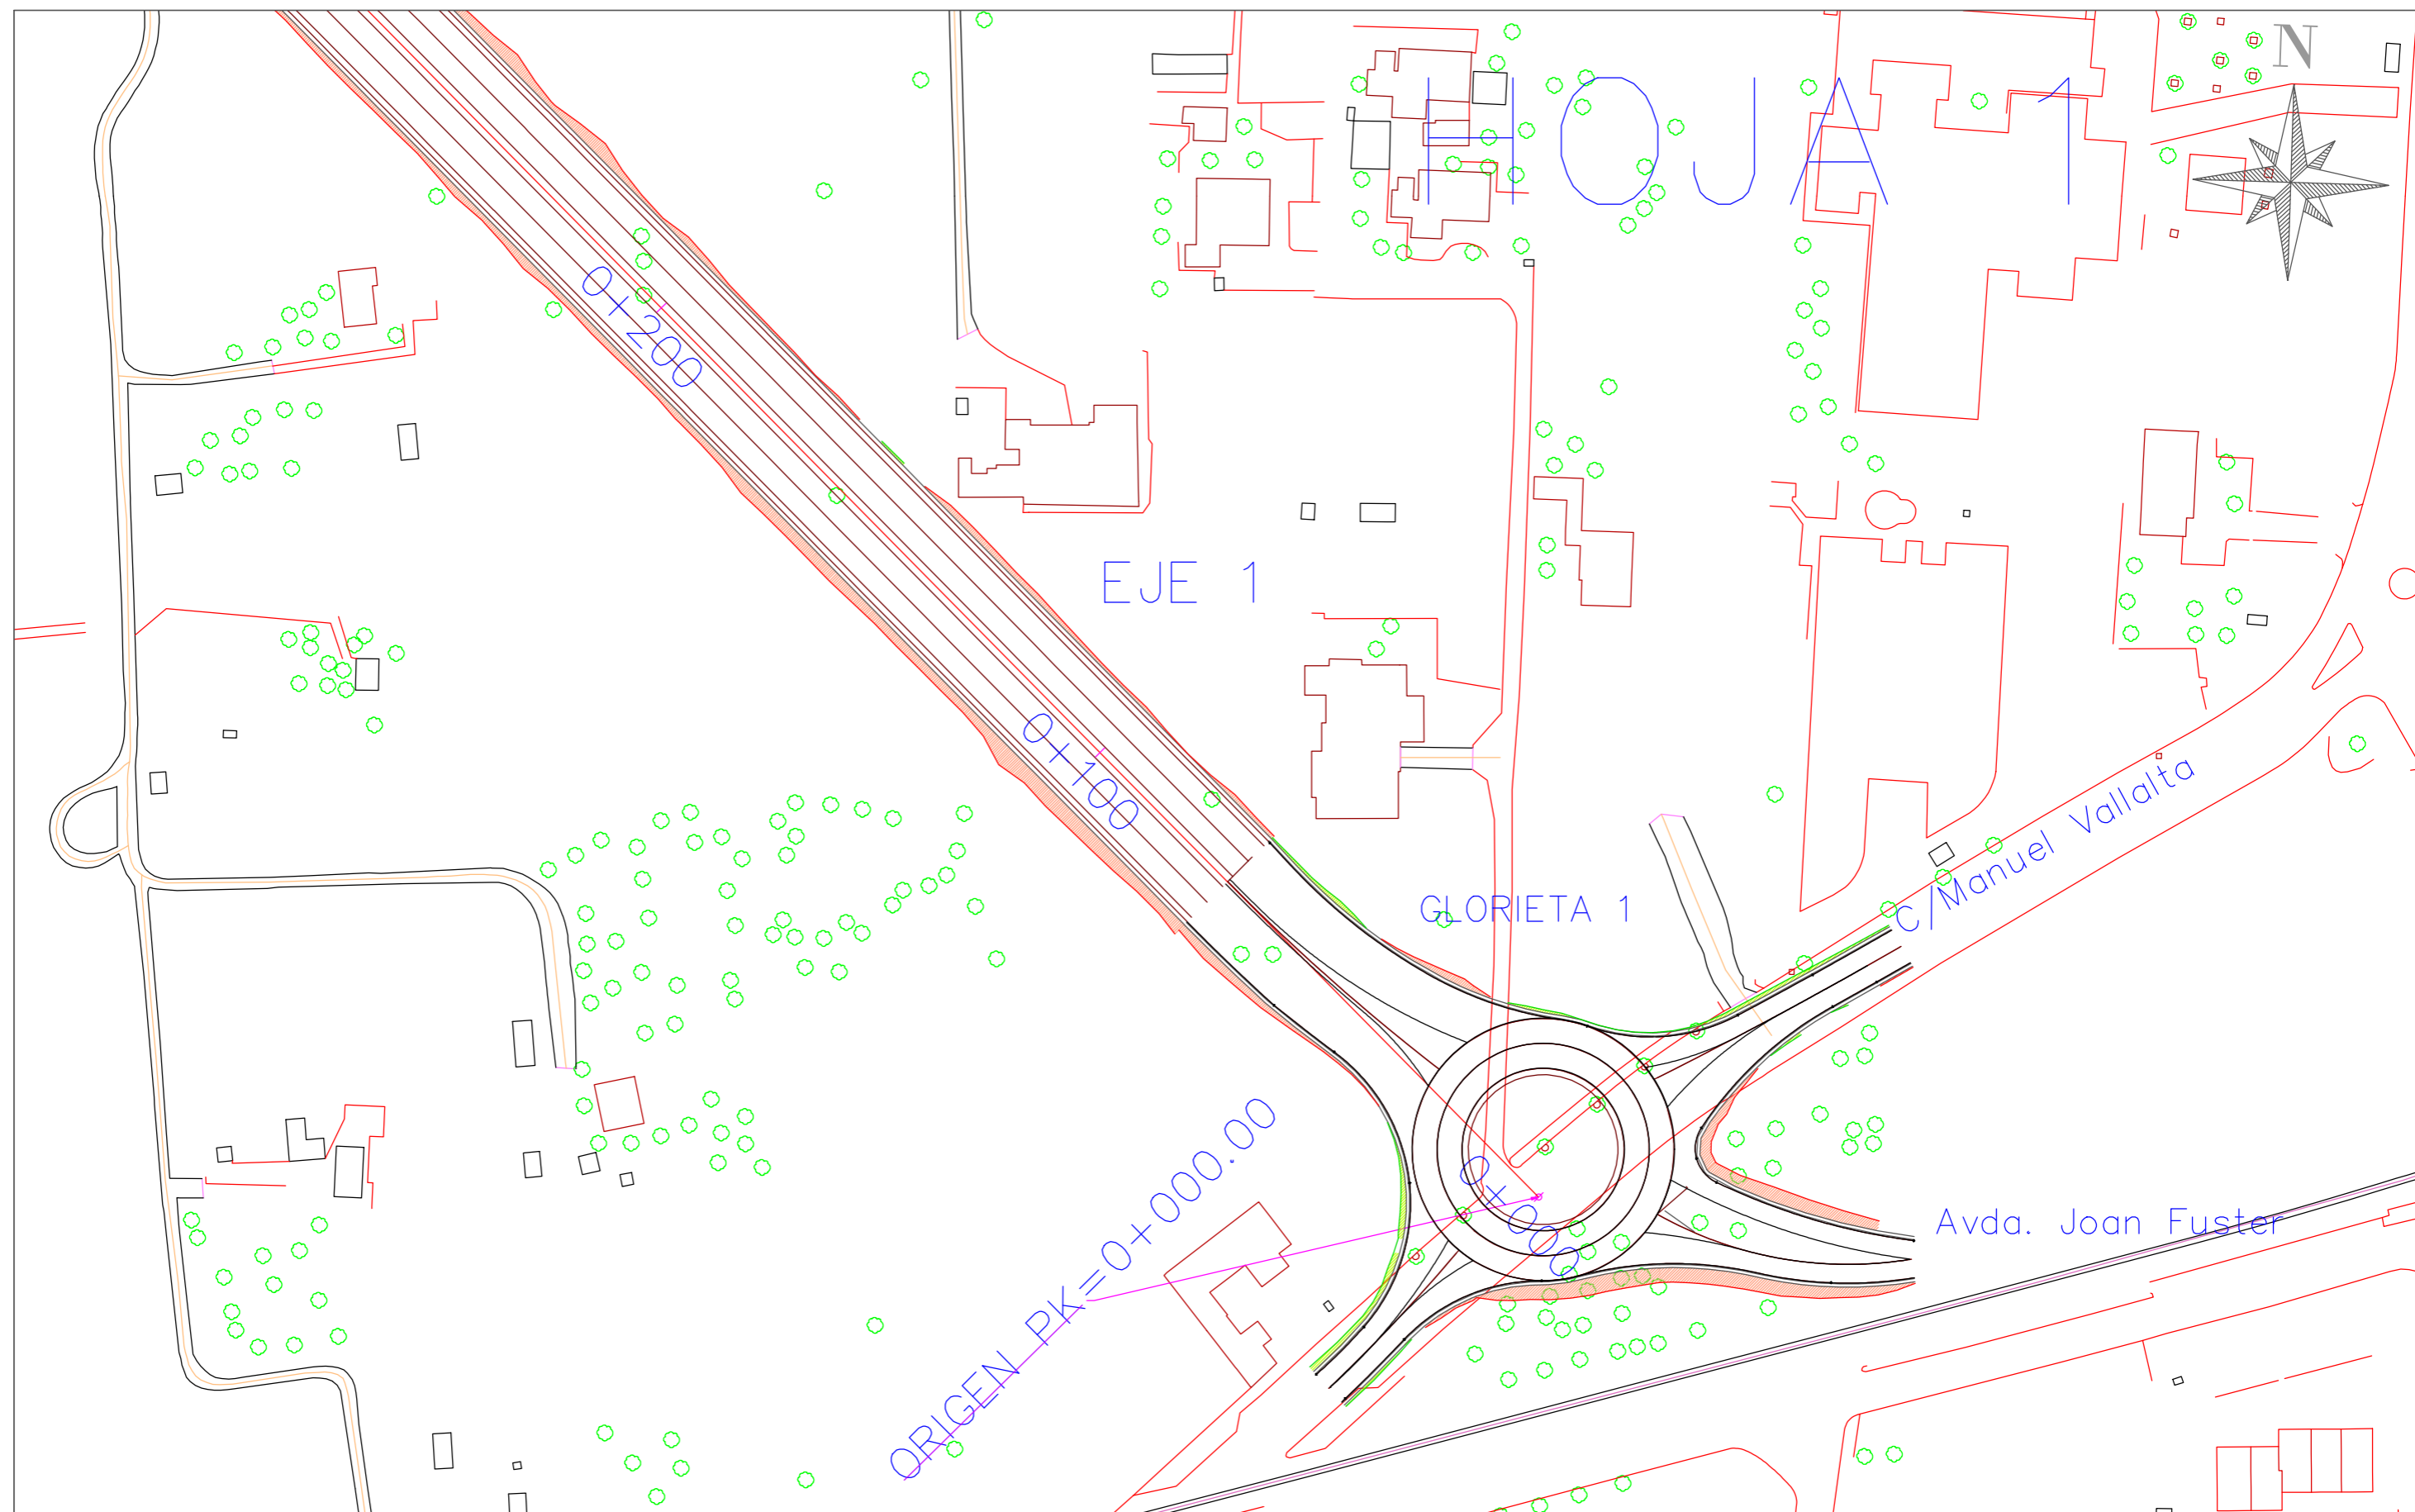 N
HOJA 1
0+200
EJE 1
0+100
C/Manuel Vallalta
GLORIETA 1
0+000
ORIGEN PK=0+000.00
Avda. Joan Fuster